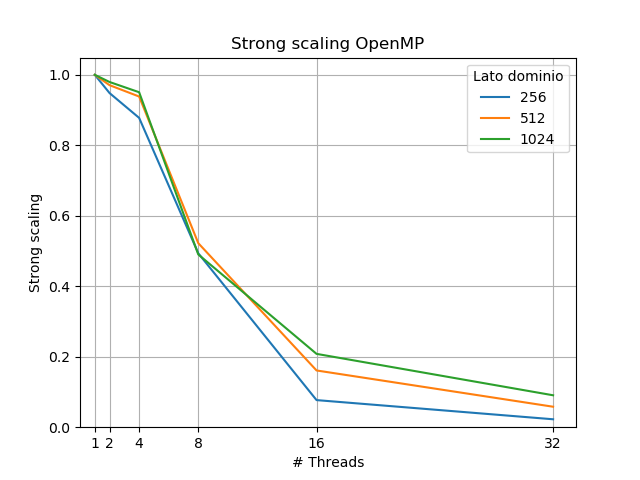 Strong scaling OpenMP
Strong scaling
1.0
0.8
0.6
0.4
0.2
0.0
Lato dominio
256
512
1024
1 2 4 8 16 32
# Threads